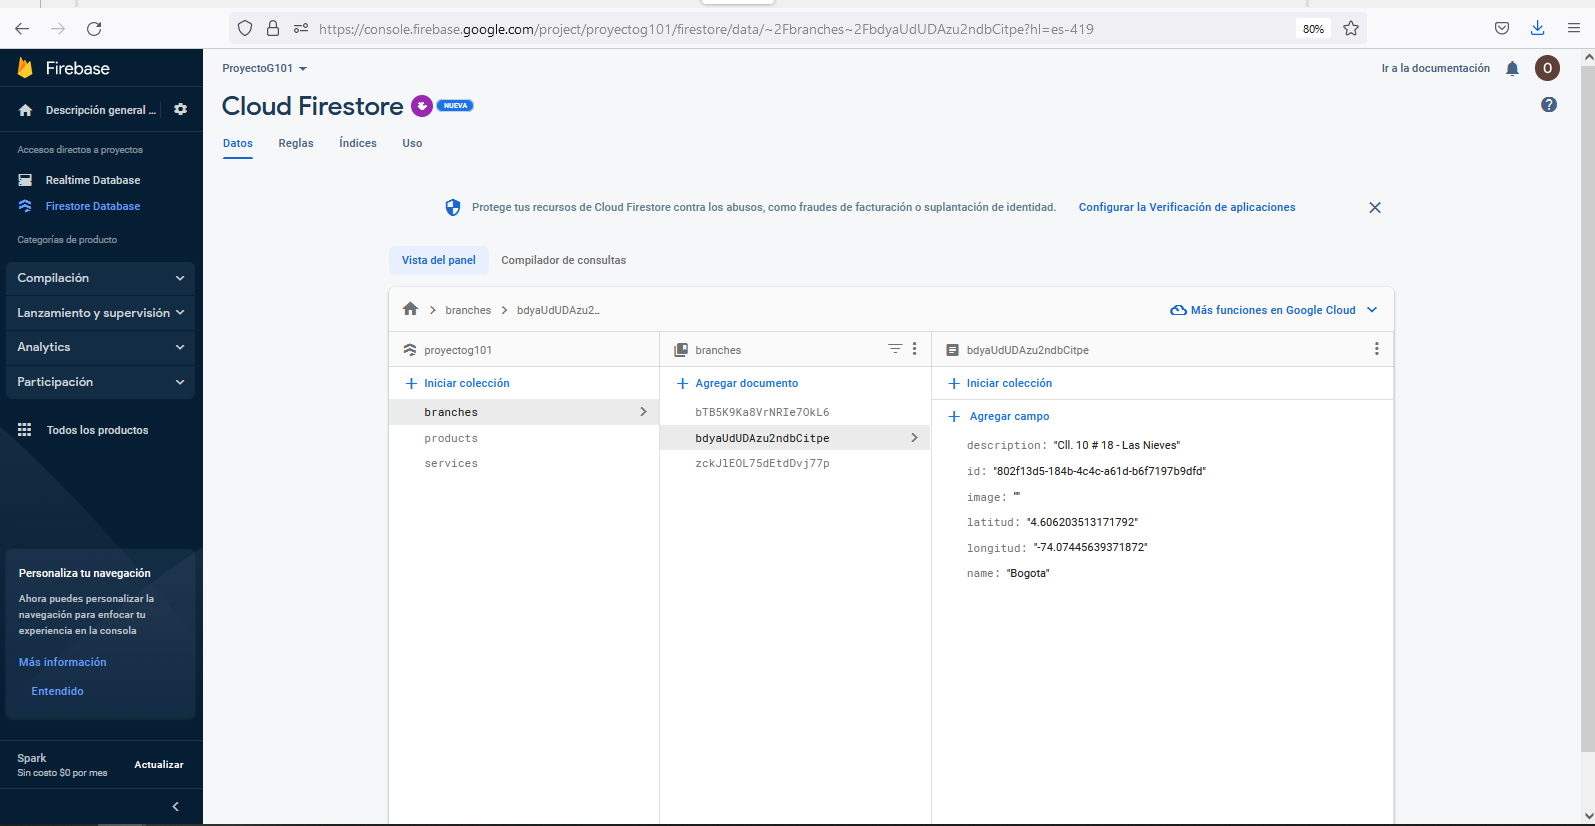 https://console.firebase.google.com/project/proyectog101/firestore/data/~2Fbranches~2FbdyaUdUDAzu2ndbCitpe?hl=es-419
80%
Firebase
Descripción general ...
Accesos directos a proyectos
Realtime Database
Firestore Database
Categorías de producto
Compilación
Lanzamiento y supervisión
Analytics
Participación
Todos los productos
Personaliza tu navegación
Ahora puedes personalizar la
navegación para enfocar tu
experiencia en la consola
Más información
Entendido
Spark
Sin costo $0 por mes
Actualizar
ProyectoG101
Ir a la documentación
O
Cloud Firestore
NUEVA
Datos
Reglas
Índices
Uso
Protege tus recursos de Cloud Firestore contra los abusos, como fraudes de facturación o suplantación de identidad.
Configurar la Verificación de aplicaciones
Vista del panel
Compilador de consultas
branches
bdyaUdUDAzu2...
Más funciones en Google Cloud
proyectog101
Iniciar colección
branches
products
services
branches
Agregar documento
bTB5K9Ka8VrNRIe7OkL6
bdyaUdUDAzu2ndbCitpe
zckJlEOL75dEtdDvj77p
bdyaUdUDAzu2ndbCitpe
Iniciar colección
Agregar campo
description: "Cll. 10 # 18 - Las Nieves"
id: "802f13d5-184b-4c4c-a61d-b6f7197b9dfd"
image: ""
latitud: "4.606203513171792"
longitud: "-74.07445639371872"
name: "Bogota"